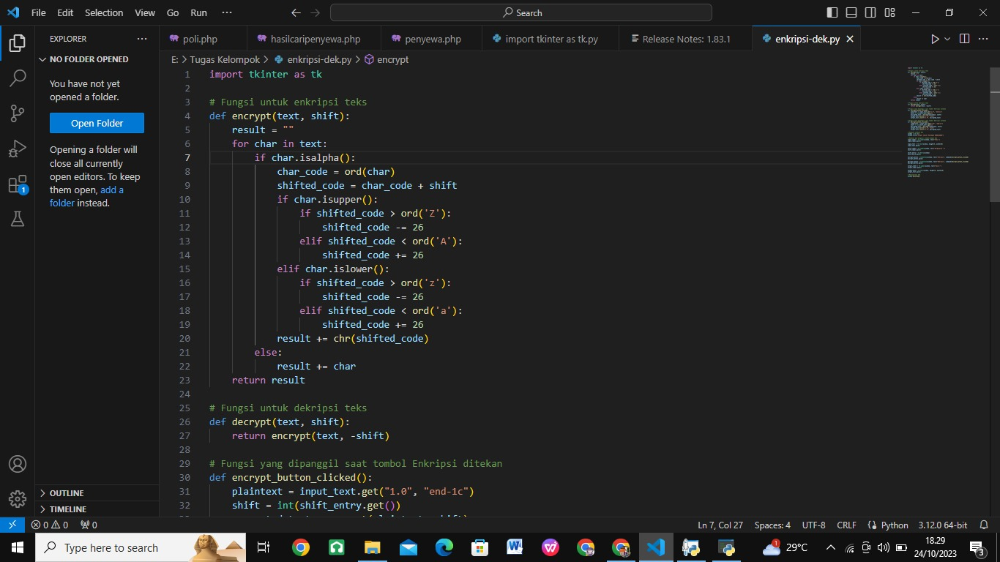 File Edit Selection View Go Run ··· Search
EXPLORER ···
poli.php hasilcaripenyewa.php penyewa.php import tkinter as tk.py Release Notes: 1.83.1 enkripsi-dek.py
NO FOLDER OPENED
You have not yet
opened a folder.
Open Folder
Opening a folder will
close all currently
open editors. To keep
them open, add a
folder instead.
1
OUTLINE
TIMELINE
E: > Tugas Kelompok > enkripsi-dek.py > encrypt
1 import tkinter as tk
2
3 # Fungsi untuk enkripsi teks
4 def encrypt(text, shift):
5 result = ""
6 for char in text:
7 if char.isalpha():
8 char_code = ord(char)
9 shifted_code = char_code + shift
10 if char.isupper():
11 if shifted_code > ord('Z'):
12 shifted_code -= 26
13 elif shifted_code < ord('A'):
14 shifted_code += 26
15 elif char.islower():
16 if shifted_code > ord('z'):
17 shifted_code -= 26
18 elif shifted_code < ord('a'):
19 shifted_code += 26
20 result += chr(shifted_code)
21 else:
22 result += char
23 return result
24
25 # Fungsi untuk dekripsi teks
26 def decrypt(text, shift):
27 return encrypt(text, -shift)
28
29 # Fungsi yang dipanggil saat tombol Enkripsi ditekan
30 def encrypt_button_clicked():
31 plaintext = input_text.get("1.0", "end-1c")
32 shift = int(shift_entry.get())
0 0 0 Ln 7, Col 27 Spaces: 4 UTF-8 CRLF Python 3.12.0 64-bit
Type here to search 1 29°C 18.29
24/10/2023 3